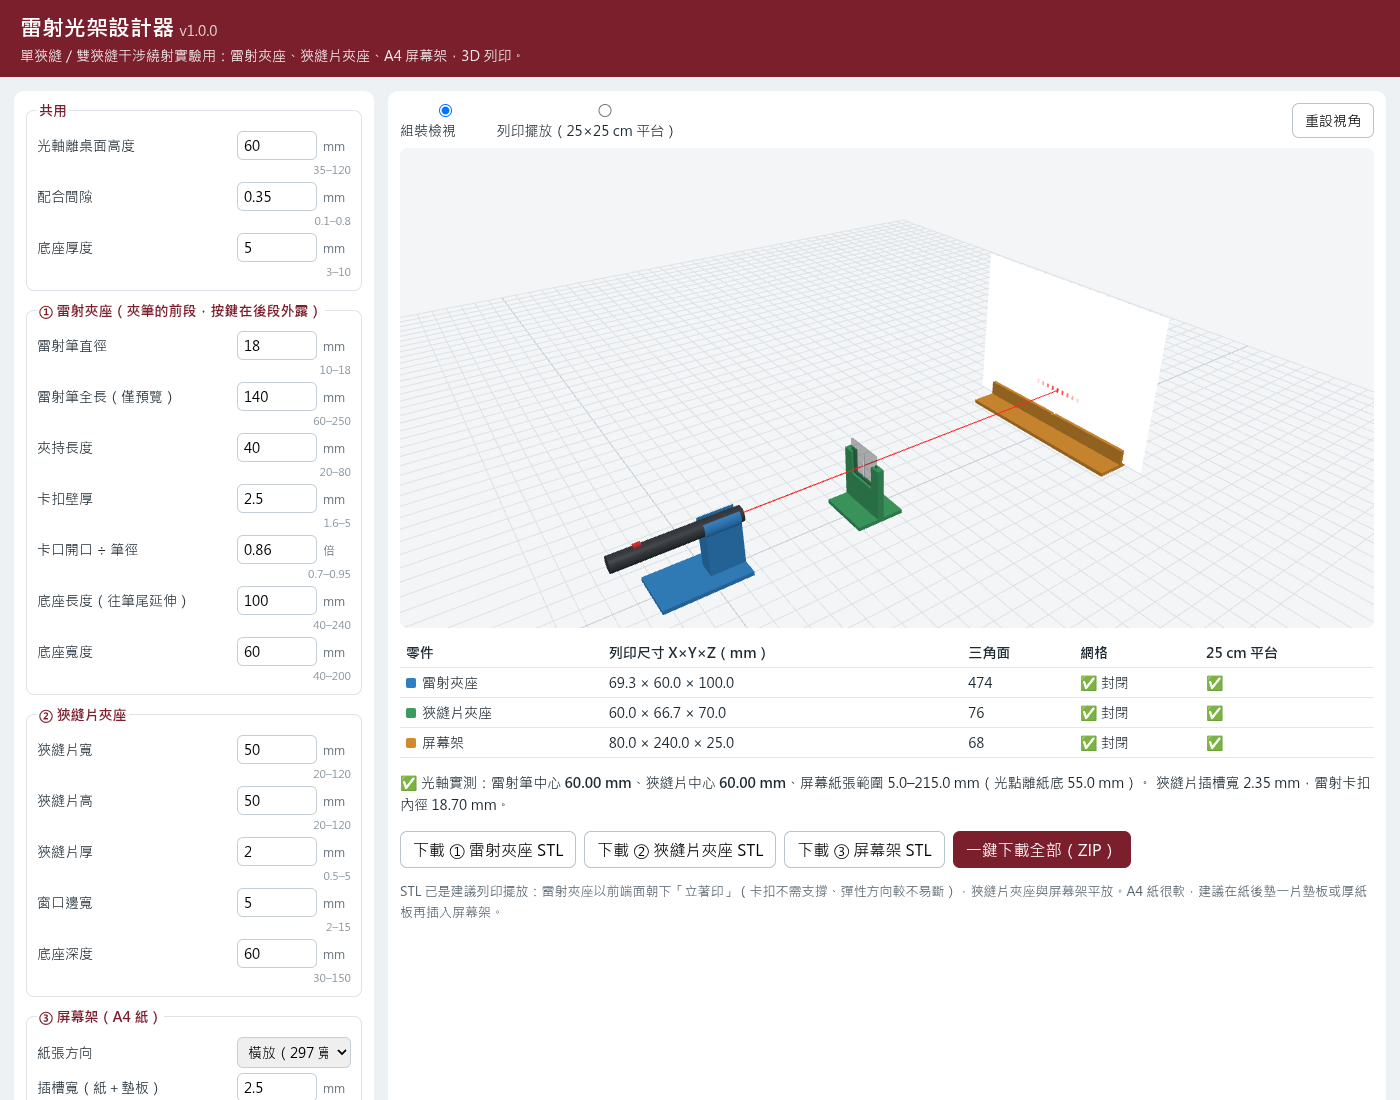 雷射光架設計器 v1.0.0
單狹縫 / 雙狹縫干涉繞射實驗用：雷射夾座、狹縫片夾座、A4 屏幕架 · 3D 列印。
共用
光軸離桌面高度 60 mm
35–120
配合間隙 0.35 mm
0.1–0.8
底座厚度 5 mm
3–10
① 雷射夾座（夾筆的前段 · 按鍵在後段外露）
雷射筆直徑 18 mm
10–18
雷射筆全長（僅預覽） 140 mm
60–250
夾持長度 40 mm
20–80
卡扣壁厚 2.5 mm
1.6–5
卡口開口 ÷ 筆徑 0.86 倍
0.7–0.95
底座長度（往筆尾延伸） 100 mm
40–240
底座寬度 60 mm
40–200
② 狹縫片夾座
狹縫片寬 50 mm
20–120
狹縫片高 50 mm
20–120
狹縫片厚 2 mm
0.5–5
窗口邊寬 5 mm
2–15
底座深度 60 mm
30–150
③ 屏幕架（A4 紙）
紙張方向 橫放（297 寬
插槽寬（紙 + 墊板） 2.5 mm
組裝檢視 列印擺放（25×25 cm 平台） 重設視角
零件 列印尺寸 X×Y×Z（mm） 三角面 網格 25 cm 平台
雷射夾座 69.3 × 60.0 × 100.0 474 ✅ 封閉 ✅
狹縫片夾座 60.0 × 66.7 × 70.0 76 ✅ 封閉 ✅
屏幕架 80.0 × 240.0 × 25.0 68 ✅ 封閉 ✅
✅ 光軸實測：雷射筆中心 60.00 mm、狹縫片中心 60.00 mm、屏幕紙張範圍 5.0–215.0 mm（光點離紙底 55.0 mm）。 狹縫片插槽寬 2.35 mm · 雷射卡扣
內徑 18.70 mm。
下載 ① 雷射夾座 STL 下載 ② 狹縫片夾座 STL 下載 ③ 屏幕架 STL 一鍵下載全部（ZIP）
STL 已是建議列印擺放：雷射夾座以前端面朝下「立著印」（卡扣不需支撐、彈性方向較不易斷）· 狹縫片夾座與屏幕架平放。A4 紙很軟，建議在紙後墊一片墊板或厚紙
板再插入屏幕架。